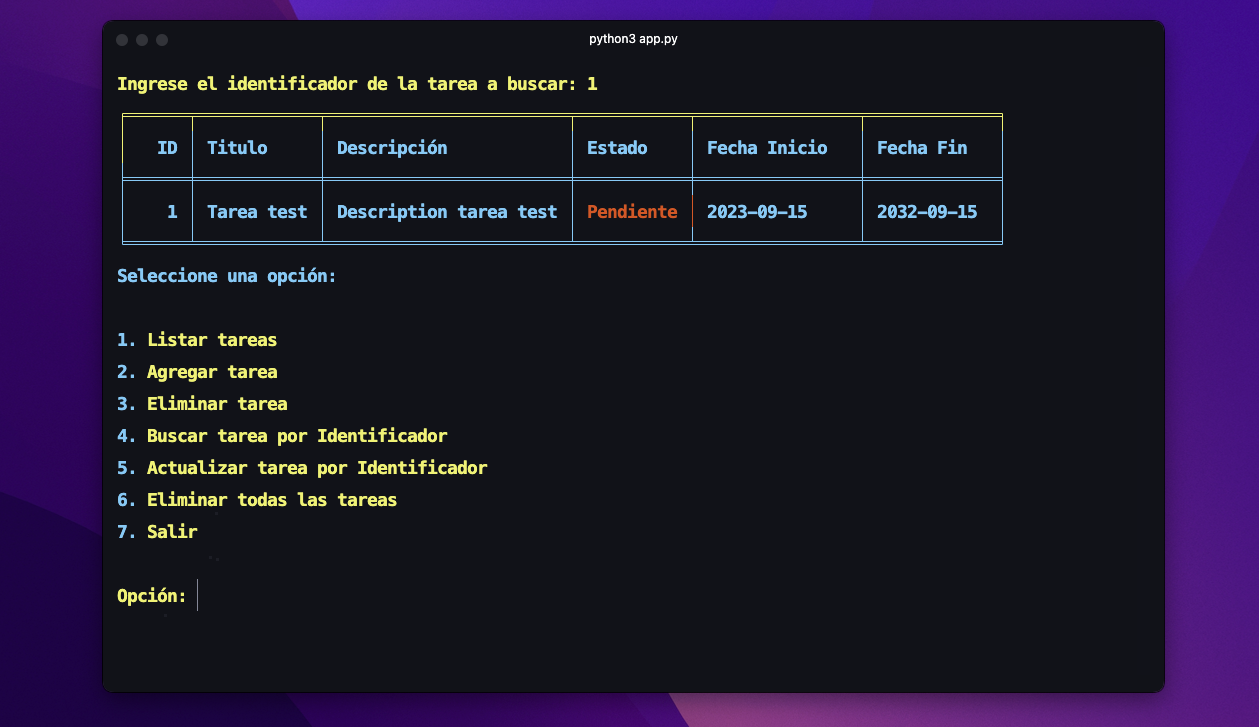 python3 app.py
Ingrese el identificador de la tarea a buscar: 1
ID Titulo Descripción Estado Fecha Inicio Fecha Fin
1 Tarea test Description tarea test Pendiente 2023-09-15 2032-09-15
Seleccione una opción:
1. Listar tareas
2. Agregar tarea
3. Eliminar tarea
4. Buscar tarea por Identificador
5. Actualizar tarea por Identificador
6. Eliminar todas las tareas
7. Salir
Opción: